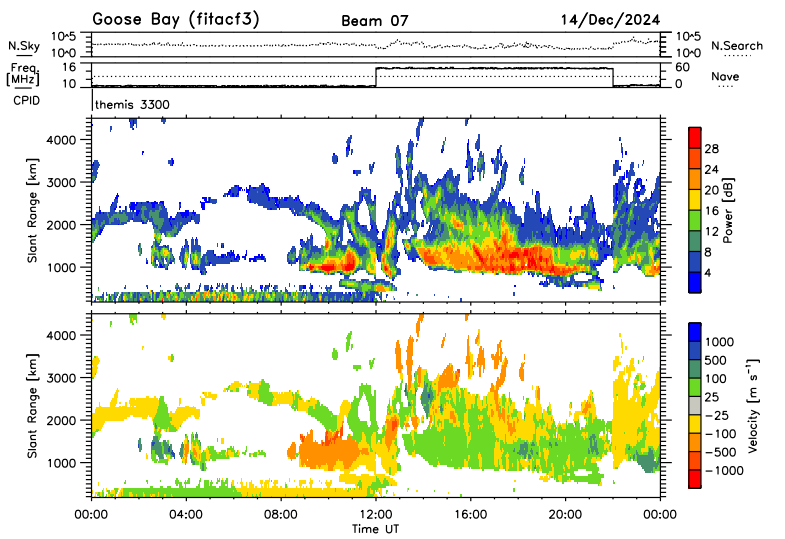 Goose Bay (fitacf3) Beam 07 14/Dec/2024
N.Sky 10^5 10^0 10^5 10^0 N.Search
Freq. [MHz] 16 10 60 0 Nave
CPID themis 3300
Slant Range [km] 4000 3000 2000 1000
Power [dB] 28 24 20 16 12 8 4
Slant Range [km] 4000 3000 2000 1000
Velocity [m s⁻¹] 1000 500 100 25 −25 −100 −500 −1000
00:00 04:00 08:00 12:00 16:00 20:00 00:00
Time UT